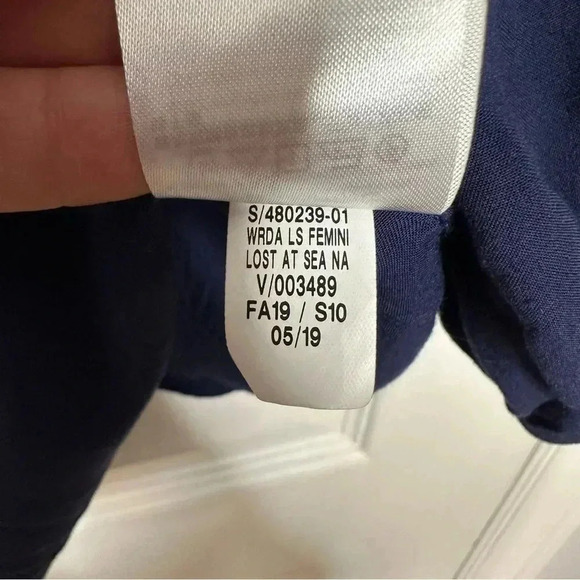 S/480239-01
WRDA LS FEMINI
LOST AT SEA NA
V/003489
FA19 / S10
05/19